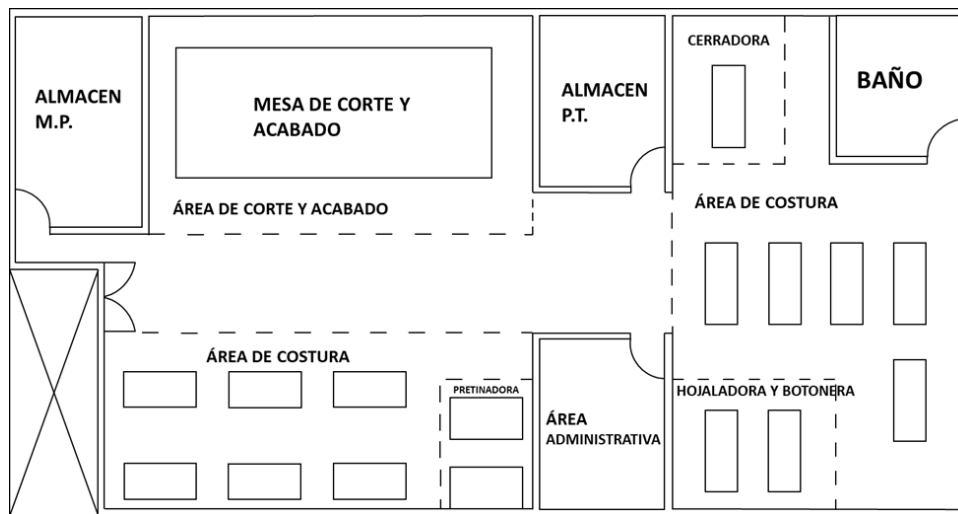 ALMACEN
M.P.
MESA DE CORTE Y
ACABADO
ÁREA DE CORTE Y ACABADO
ALMACEN
P.T.
CERRADORA
BAÑO
ÁREA DE COSTURA
ÁREA DE COSTURA
PRETINADORA
ÁREA
ADMINISTRATIVA
HOJALADORA Y BOTONERA